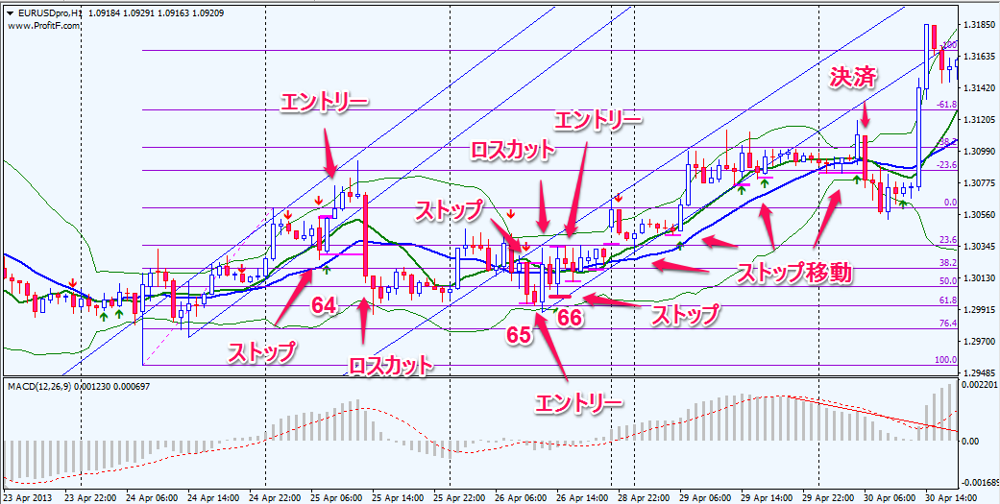 EURUSDpro,H1 1.09184 1.09291 1.09163 1.09209
www.ProfitF.com
1.31850
-100
1.31635
決済
1.31420
エントリー
-61.8
1.31205
エントリー
ロスカット
-38.2
1.30990
-23.6
1.30775
ストップ
0.0
1.30560
23.6
1.30345
38.2
ストップ移動
1.30130
50.0
64
61.8
1.29915
66
ストップ
65
76.4
1.29700
ストップ
ロスカット
100.0
1.29485
エントリー
MACD(12,26,9) 0.001230 0.000697
0.002201
0.00
-0.001689
23 Apr 2013
23 Apr 22:00
24 Apr 06:00
24 Apr 14:00
24 Apr 22:00
25 Apr 06:00
25 Apr 14:00
25 Apr 22:00
26 Apr 06:00
26 Apr 14:00
28 Apr 22:00
29 Apr 06:00
29 Apr 14:00
29 Apr 22:00
30 Apr 06:00
30 Apr 14:00